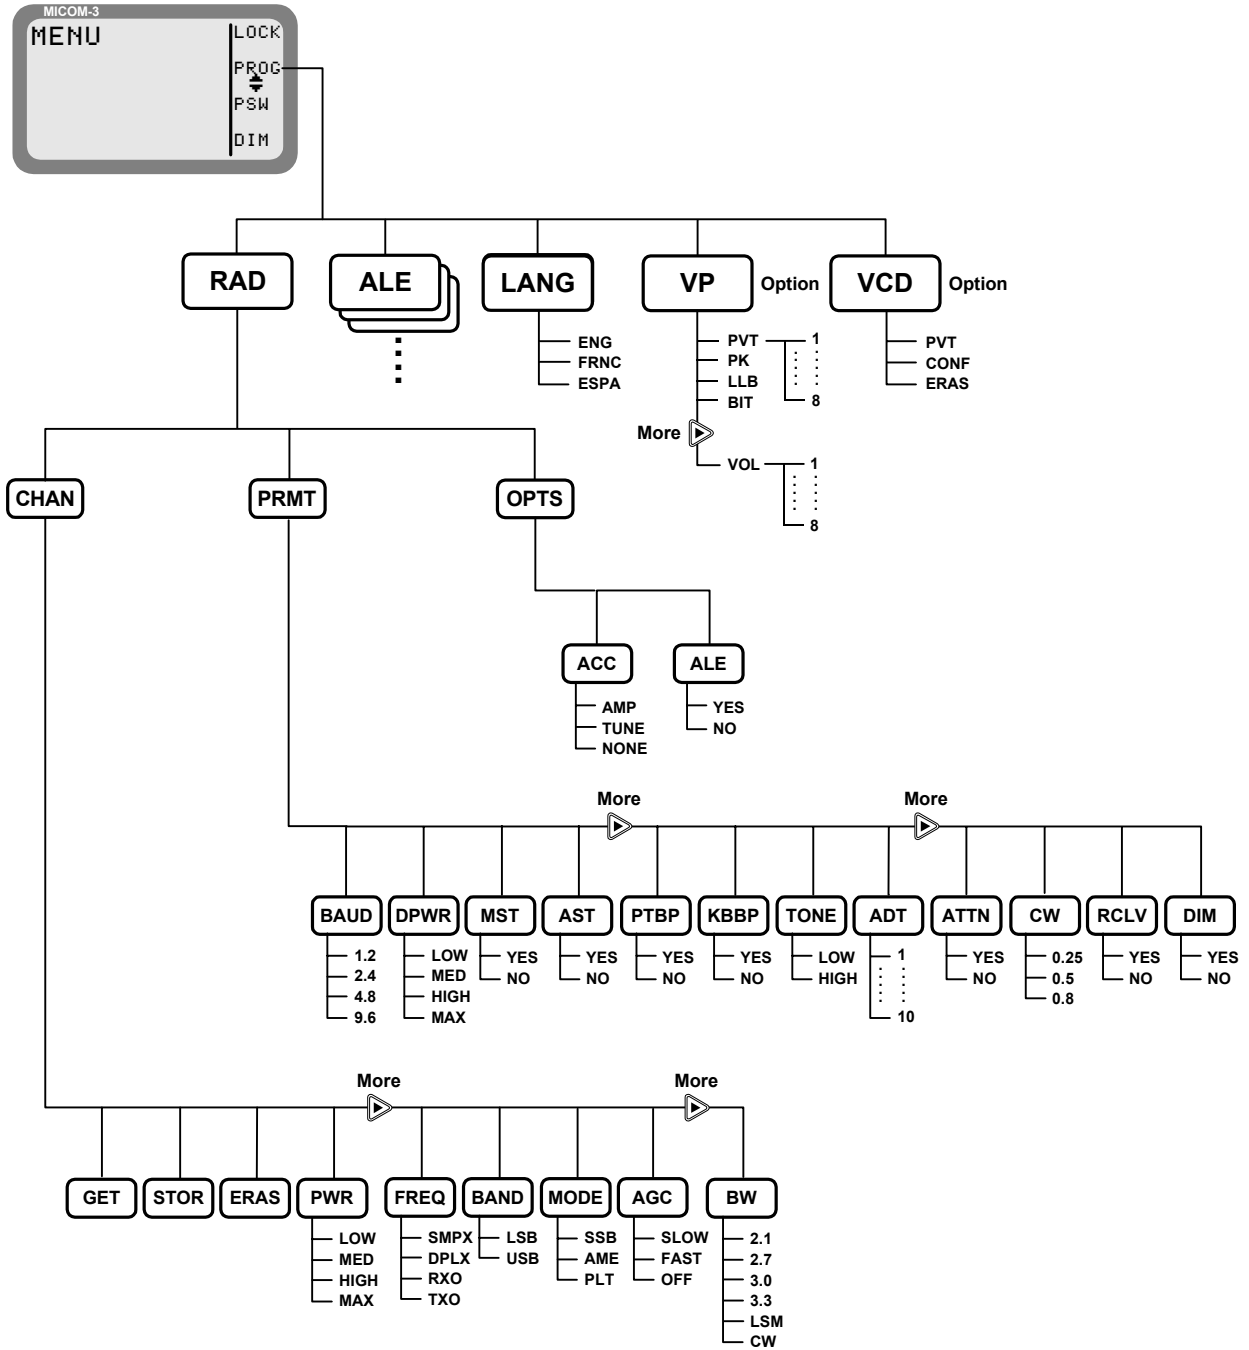 MICOM-3
MENU
LOCK
PROG
PSW
DIM
RAD
ALE
LANG
VP
Option
VCD
Option
ENG
FRNC
ESPA
PVT
1
PK
LLB
BIT
8
More
VOL
1
8
PVT
CONF
ERAS
CHAN
PRMT
OPTS
ACC
ALE
AMP
TUNE
NONE
YES
NO
More
More
BAUD
DPWR
MST
AST
PTBP
KBBP
TONE
ADT
ATTN
CW
RCLV
DIM
1.2
2.4
4.8
9.6
LOW
MED
HIGH
MAX
YES
NO
YES
NO
YES
NO
YES
NO
LOW
HIGH
1
10
YES
NO
0.25
0.5
0.8
YES
NO
YES
NO
More
More
GET
STOR
ERAS
PWR
FREQ
BAND
MODE
AGC
BW
LOW
MED
HIGH
MAX
SMPX
DPLX
RXO
TXO
LSB
USB
SSB
AME
PLT
SLOW
FAST
OFF
2.1
2.7
3.0
3.3
LSM
CW